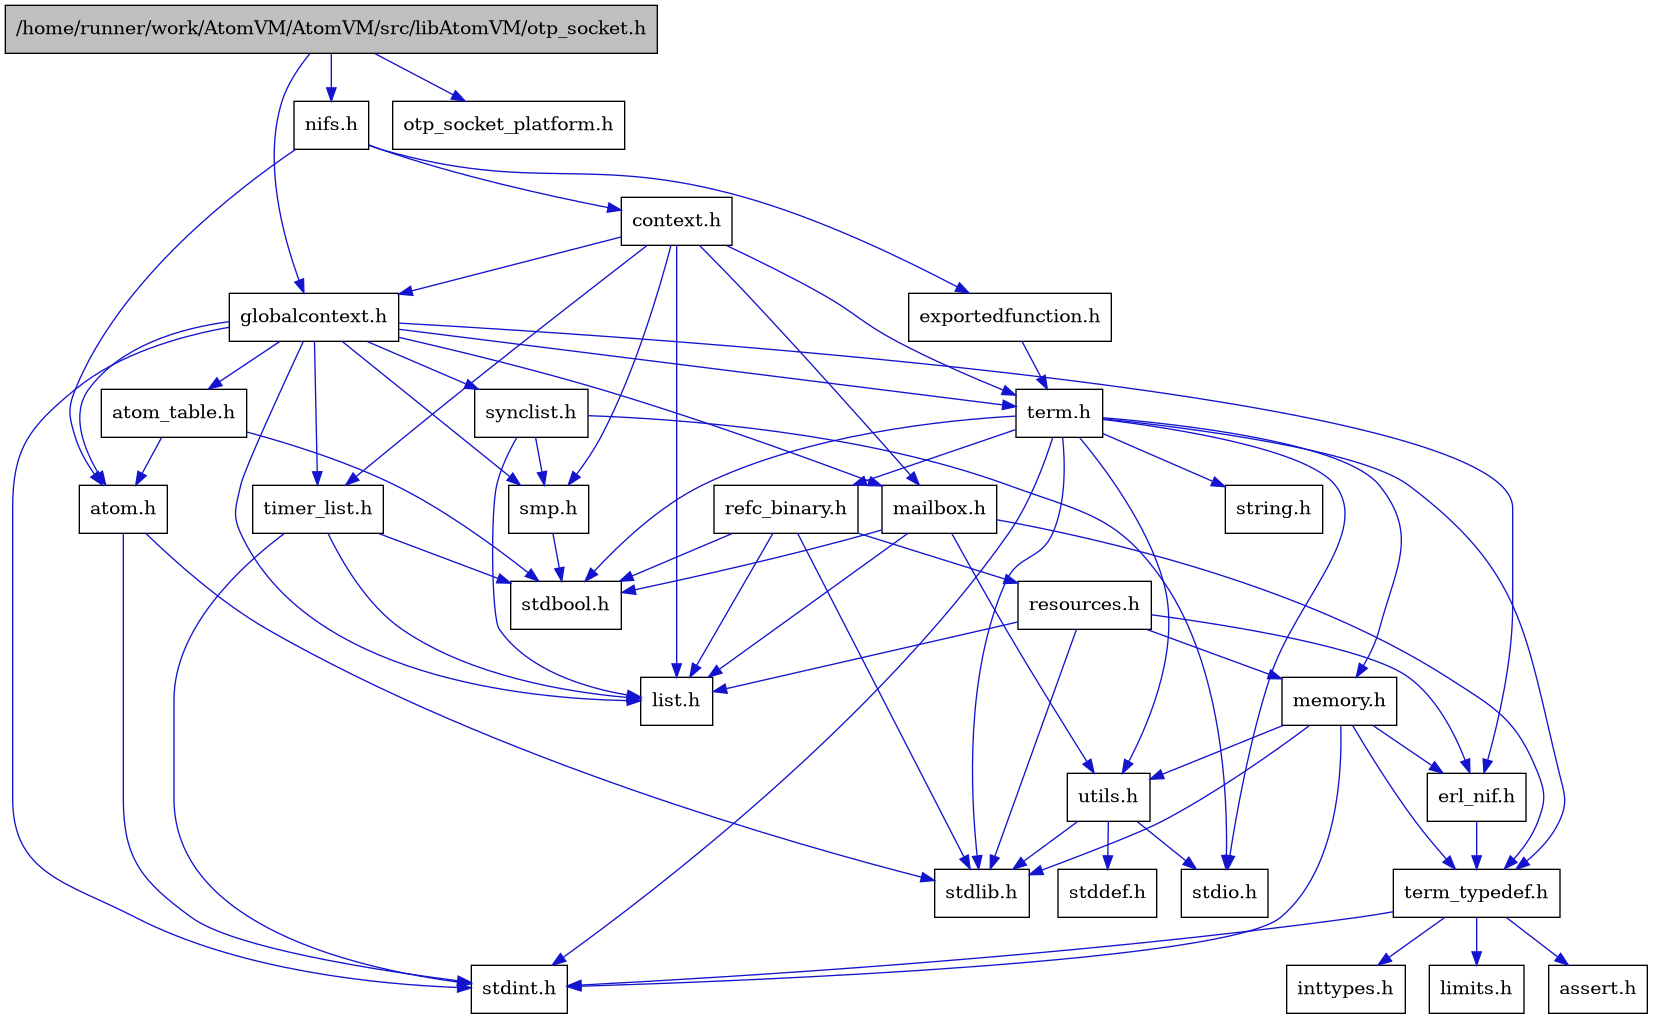 /home/runner/work/AtomVM/AtomVM/src/libAtomVM/otp_socket.h
nifs.h
otp_socket_platform.h
context.h
globalcontext.h
exportedfunction.h
atom_table.h
synclist.h
term.h
atom.h
timer_list.h
smp.h
refc_binary.h
mailbox.h
string.h
stdbool.h
resources.h
list.h
memory.h
utils.h
erl_nif.h
stdlib.h
stddef.h
stdio.h
term_typedef.h
stdint.h
inttypes.h
limits.h
assert.h